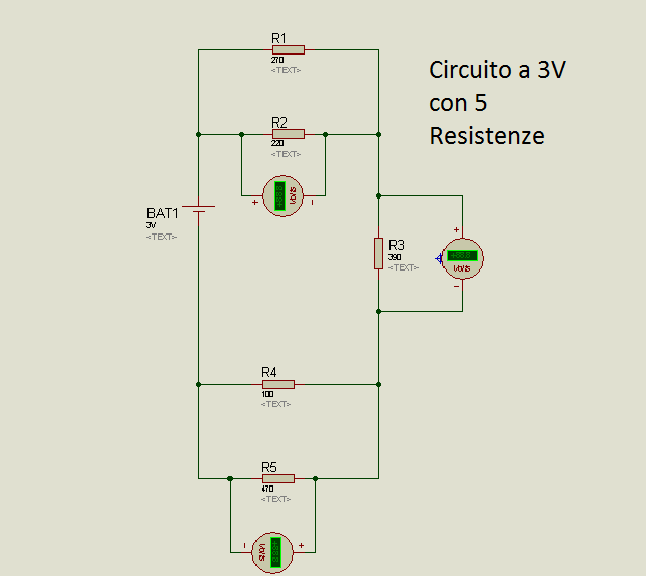 R1
270
<TEXT>
Circuito a 3V
con 5
Resistenze
R2
220
<TEXT>
Volts
+
-
BAT1
3V
<TEXT>
+
R3
390
<TEXT>
Volts
-
R4
100
<TEXT>
R5
470
<TEXT>
-
+
Volts